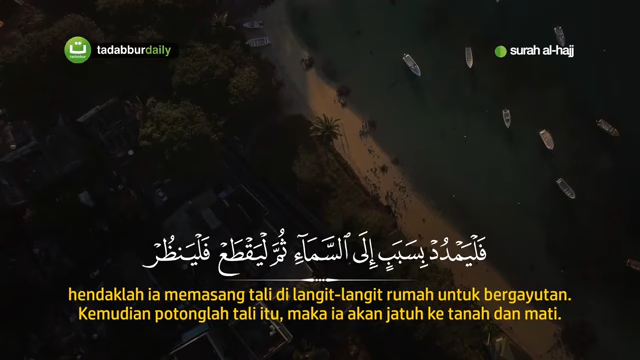 tadabburdaily
surah al-hajj
فَلْيَمْدُدْ بِسَبَبٍ إِلَى ٱلسَّمَآءِ ثُمَّ لْيَقْطَعْ فَلْيَنظُرْ
hendaklah ia memasang tali di langit-langit rumah untuk bergayutan.
Kemudian potonglah tali itu, maka ia akan jatuh ke tanah dan mati.